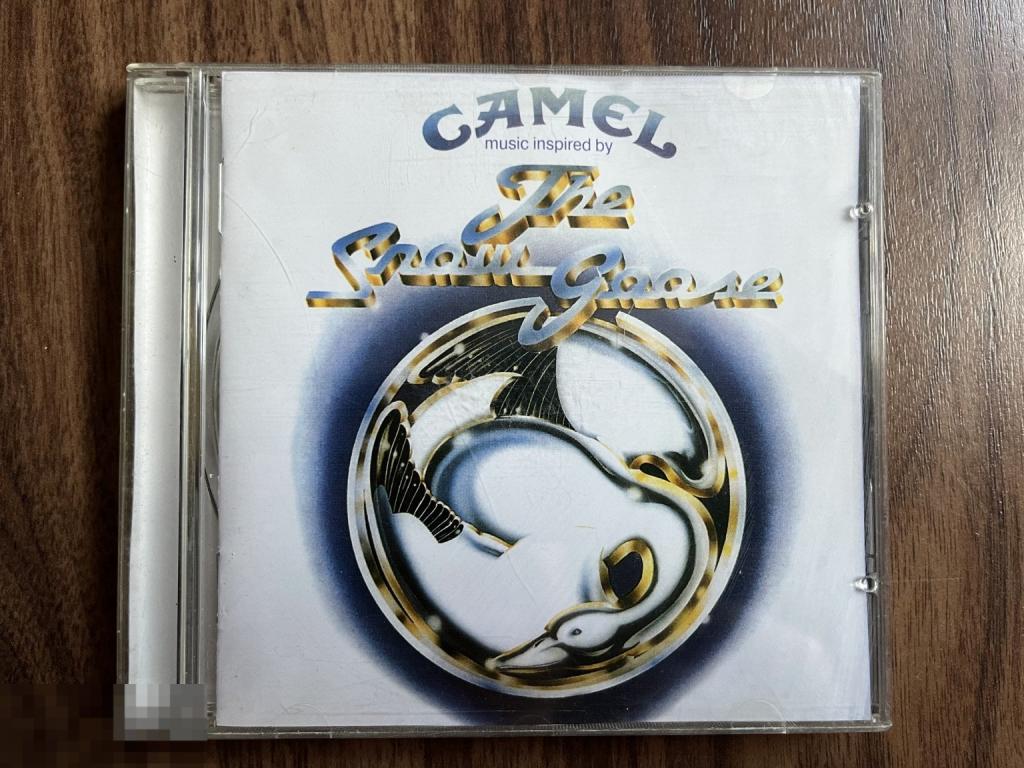 CAMEL
music inspired by
The
Snow Goose